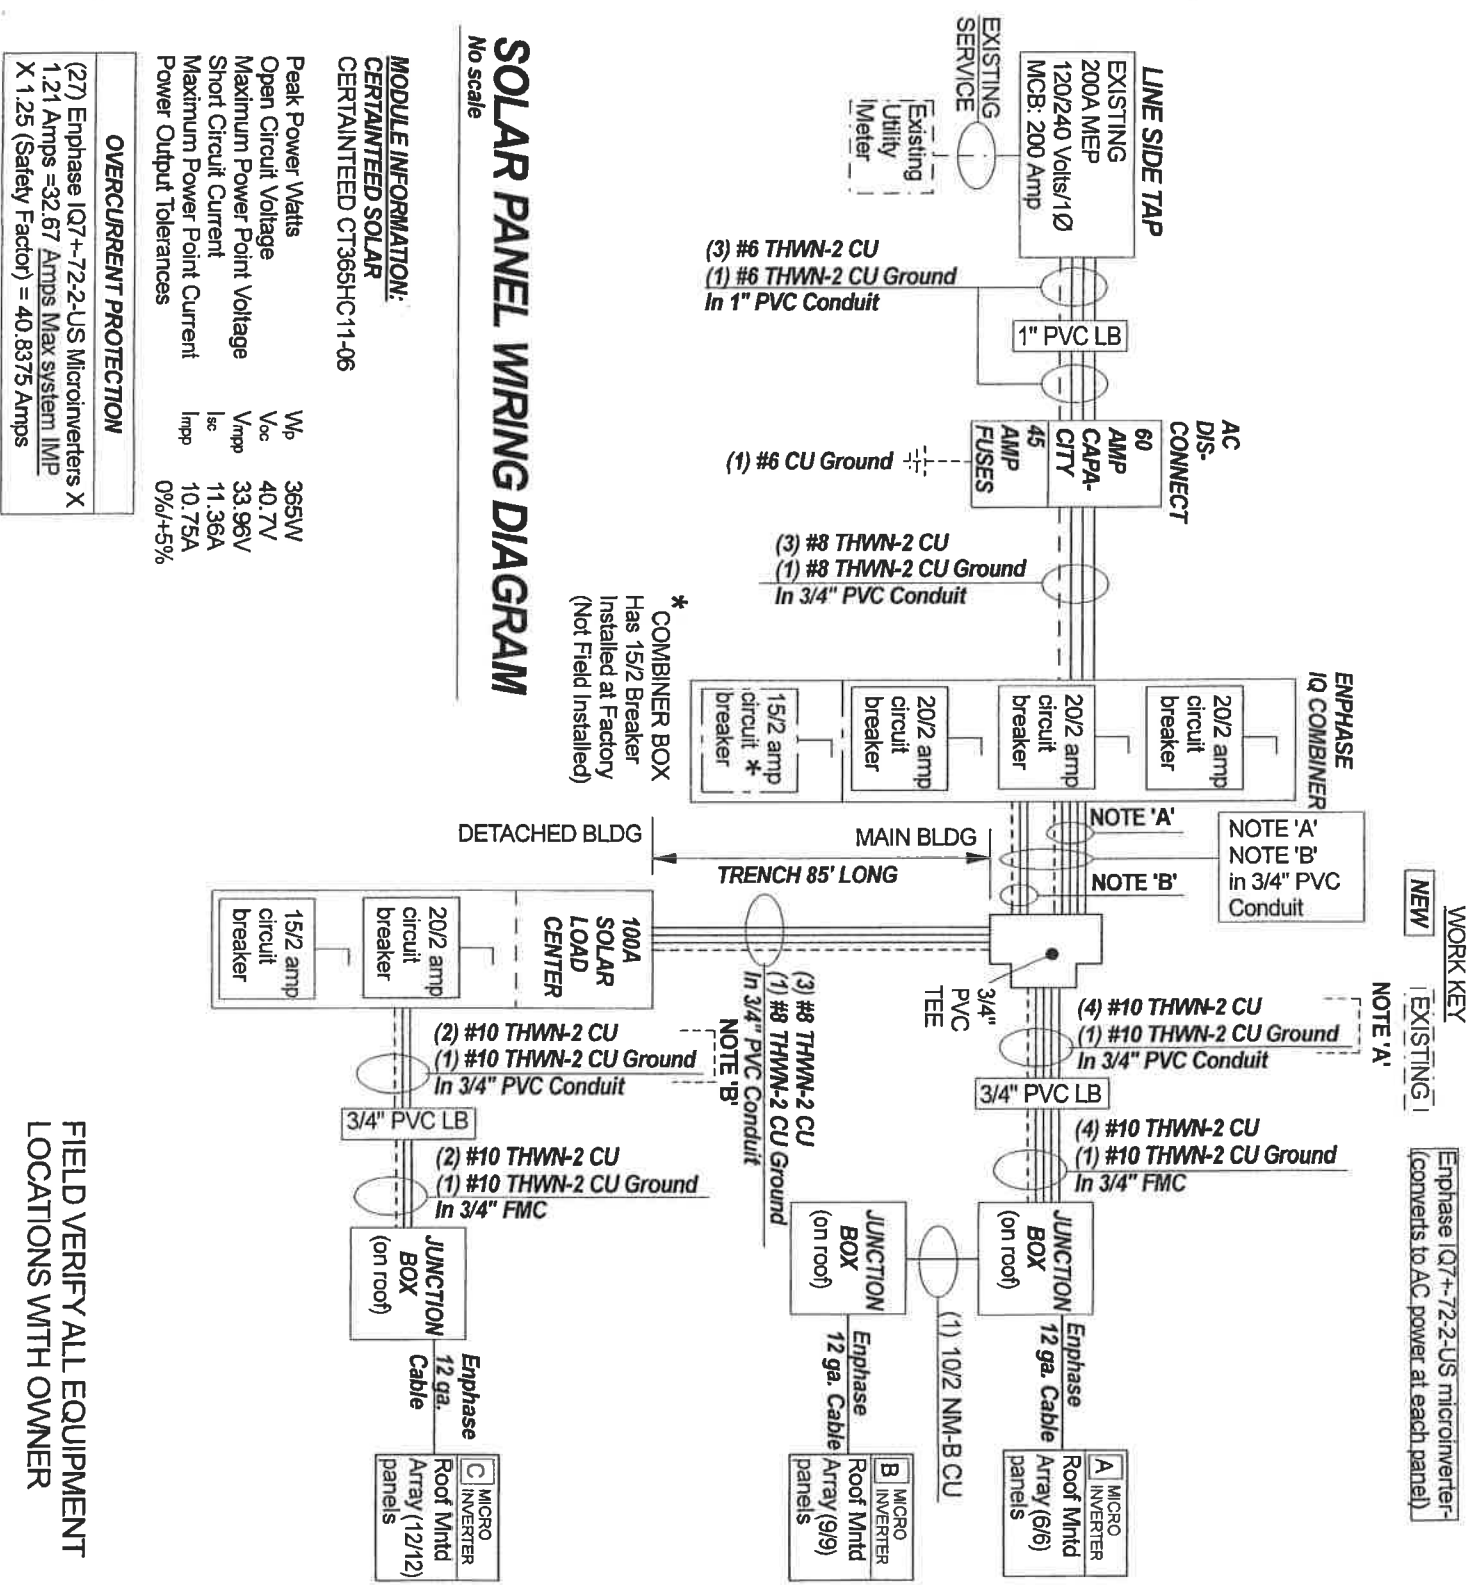 WORK KEY
NEW
EXISTING
Enphase IQ7+-72-2-US microinverter-
(converts to AC power at each panel)
LINE SIDE TAP
EXISTING
200A MEP
120/240 Volts/1Ø
MCB: 200 Amp
EXISTING
SERVICE
Existing
Utility
Meter
(3) #6 THWN-2 CU
(1) #6 THWN-2 CU Ground
In 1" PVC Conduit
1" PVC LB
AC
DIS-
CONNECT
60
AMP
CAPA-
CITY
45
AMP
FUSES
(1) #6 CU Ground
(3) #8 THWN-2 CU
(1) #8 THWN-2 CU Ground
In 3/4" PVC Conduit
ENPHASE
IQ COMBINER
20/2 amp
circuit
breaker
20/2 amp
circuit
breaker
20/2 amp
circuit
breaker
15/2 amp
circuit *
breaker
* COMBINER BOX
Has 15/2 Breaker
Installed at Factory
(Not Field Installed)
NOTE 'A'
NOTE 'B'
in 3/4" PVC
Conduit
NOTE 'A'
NOTE 'B'
MAIN BLDG
DETACHED BLDG
TRENCH 85' LONG
3/4"
PVC
TEE
NOTE 'A'
(4) #10 THWN-2 CU
(1) #10 THWN-2 CU Ground
In 3/4" PVC Conduit
3/4" PVC LB
(4) #10 THWN-2 CU
(1) #10 THWN-2 CU Ground
In 3/4" FMC
JUNCTION
BOX
(on roof)
Enphase
12 ga. Cable
A MICRO
INVERTER
Roof Mntd
Array (6/6)
panels
(1) 10/2 NM-B CU
JUNCTION
BOX
(on roof)
Enphase
12 ga. Cable
B MICRO
INVERTER
Roof Mntd
Array (9/9)
panels
(3) #8 THWN-2 CU
(1) #8 THWN-2 CU Ground
In 3/4" PVC Conduit
100A
SOLAR
LOAD
CENTER
20/2 amp
circuit
breaker
15/2 amp
circuit
breaker
NOTE 'B'
(2) #10 THWN-2 CU
(1) #10 THWN-2 CU Ground
In 3/4" PVC Conduit
3/4" PVC LB
(2) #10 THWN-2 CU
(1) #10 THWN-2 CU Ground
In 3/4" FMC
JUNCTION
BOX
(on roof)
Enphase
12 ga.
Cable
C MICRO
INVERTER
Roof Mntd
Array (12/12)
panels
SOLAR PANEL WIRING DIAGRAM
No scale
MODULE INFORMATION:
CERTAINTEED SOLAR
CERTAINTEED CT365HC11-06
Peak Power Watts Wp 365W
Open Circuit Voltage Voc 40.7V
Maximum Power Point Voltage Vmpp 33.96V
Short Circuit Current Isc 11.36A
Maximum Power Point Current Impp 10.75A
Power Output Tolerances 0%/+5%
OVERCURRENT PROTECTION
(27) Enphase IQ7+-72-2-US Microinverters X
1.21 Amps =32.67 Amps Max system IMP
X 1.25 (Safety Factor) = 40.8375 Amps
FIELD VERIFY ALL EQUIPMENT
LOCATIONS WITH OWNER